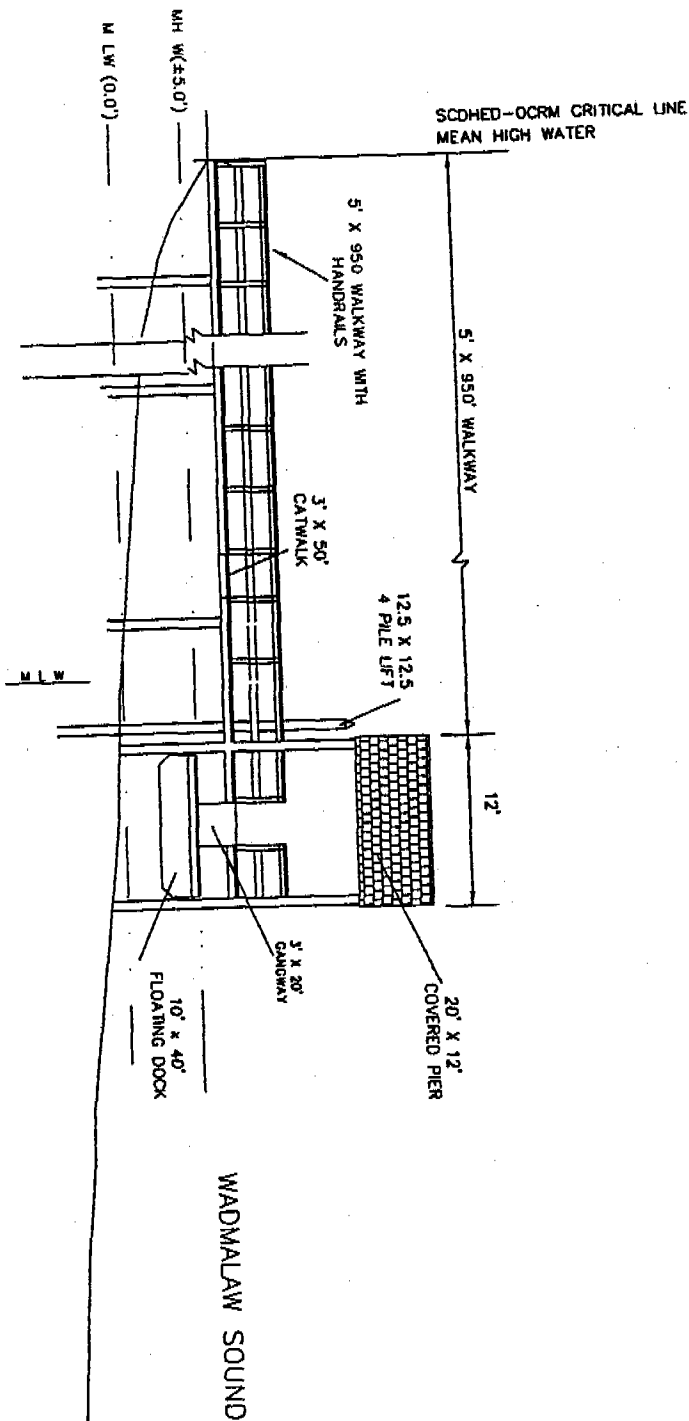 SCDHED-OCRM CRITICAL LINE
MEAN HIGH WATER
MH W(±5.0')
M LW (0.0')
5' X 950' WALKWAY
5' X 950 WALKWAY WITH
HANDRAILS
3' X 50'
CATWALK
12.5 X 12.5
4 PILE LIFT
12'
M L W
20' X 12'
COVERED PIER
3' X 20'
GANGWAY
10' x 40'
FLOATING DOCK
WADMALAW SOUND